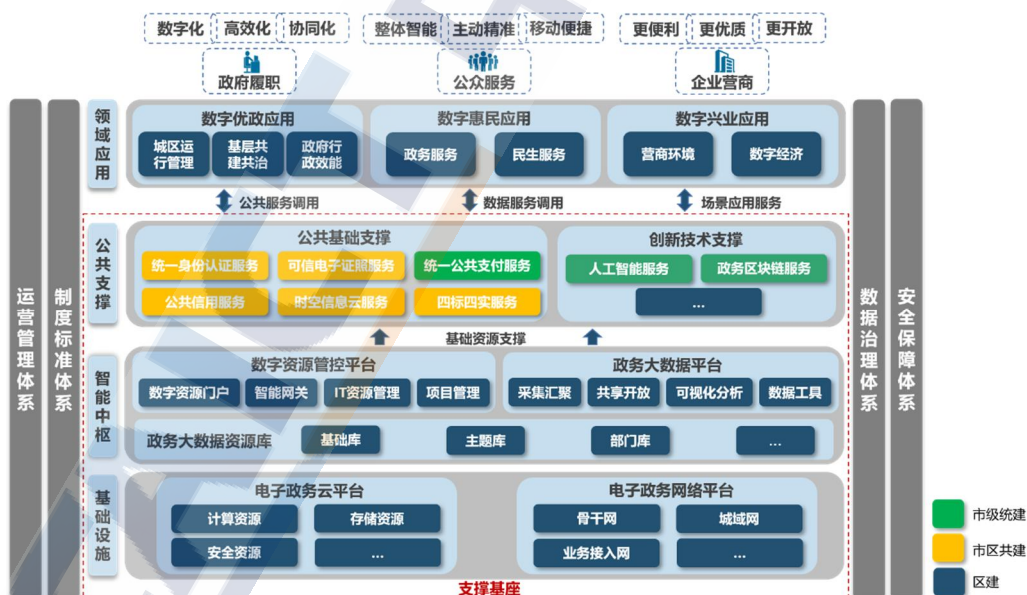 数字化 高效化 协同化 整体智能 主动精准 移动便捷 更便利 更优质 更开放
政府履职 公众服务 企业营商
领域应用
数字优政应用 数字惠民应用 数字兴业应用
城区运
行管理
基层共
建共治
政府行
政效能
政务服务 民生服务 营商环境 数字经济
公共服务调用 数据服务调用 场景应用服务
公共支撑
公共基础支撑 创新技术支撑
统一身份认证服务 可信电子证照服务 统一公共支付服务 人工智能服务 政务区块链服务
公共信用服务 时空信息云服务 四标四实服务 ...
基础资源支撑
智能中枢
数字资源管控平台 政务大数据平台
数字资源门户 智能网关 IT资源管理 项目管理 采集汇聚 共享开放 可视化分析 数据工具
政务大数据资源库 基础库 主题库 部门库 ...
基础设施
电子政务云平台 电子政务网络平台
计算资源 存储资源 骨干网 城域网
安全资源 ... 业务接入网 ...
支撑基座
运营管理体系
制度标准体系
数据治理体系
安全保障体系
市级统建
市区共建
区建